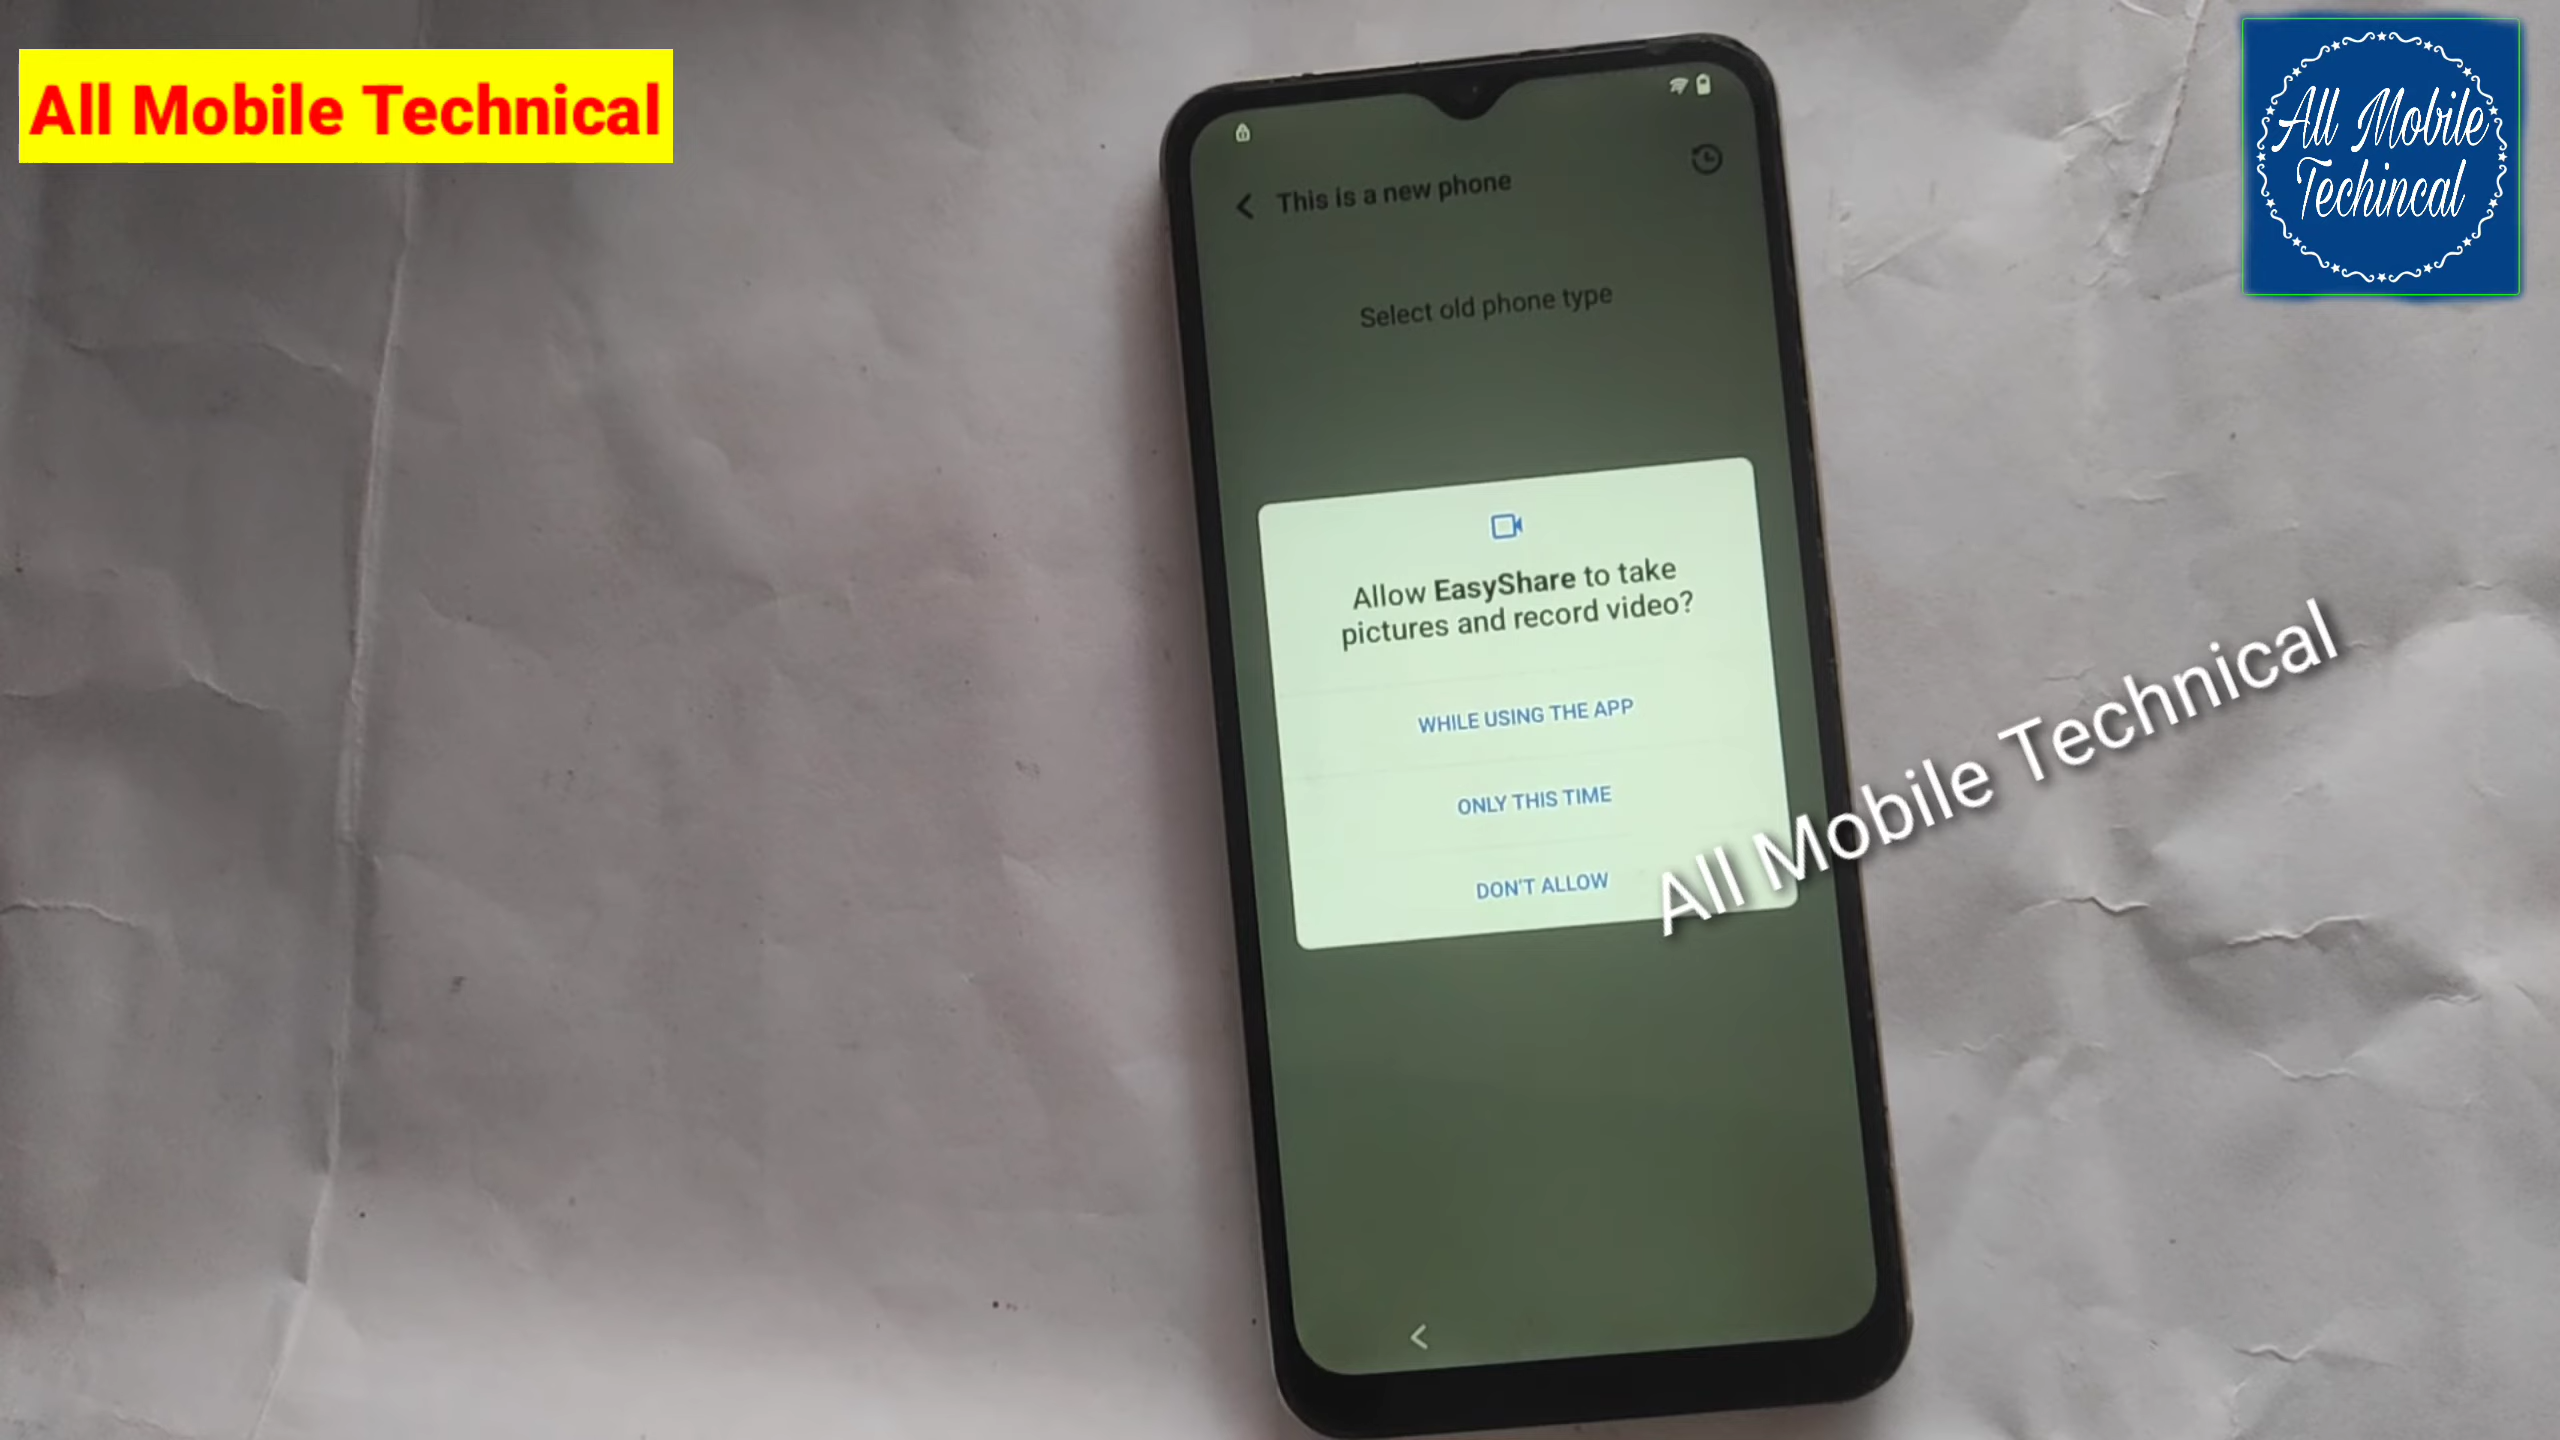 All Mobile Technical
All Mobile
Techincal
This is a new phone
Select old phone type
Allow EasyShare to take
pictures and record video?
WHILE USING THE APP
ONLY THIS TIME
DON'T ALLOW
All Mobile Technical